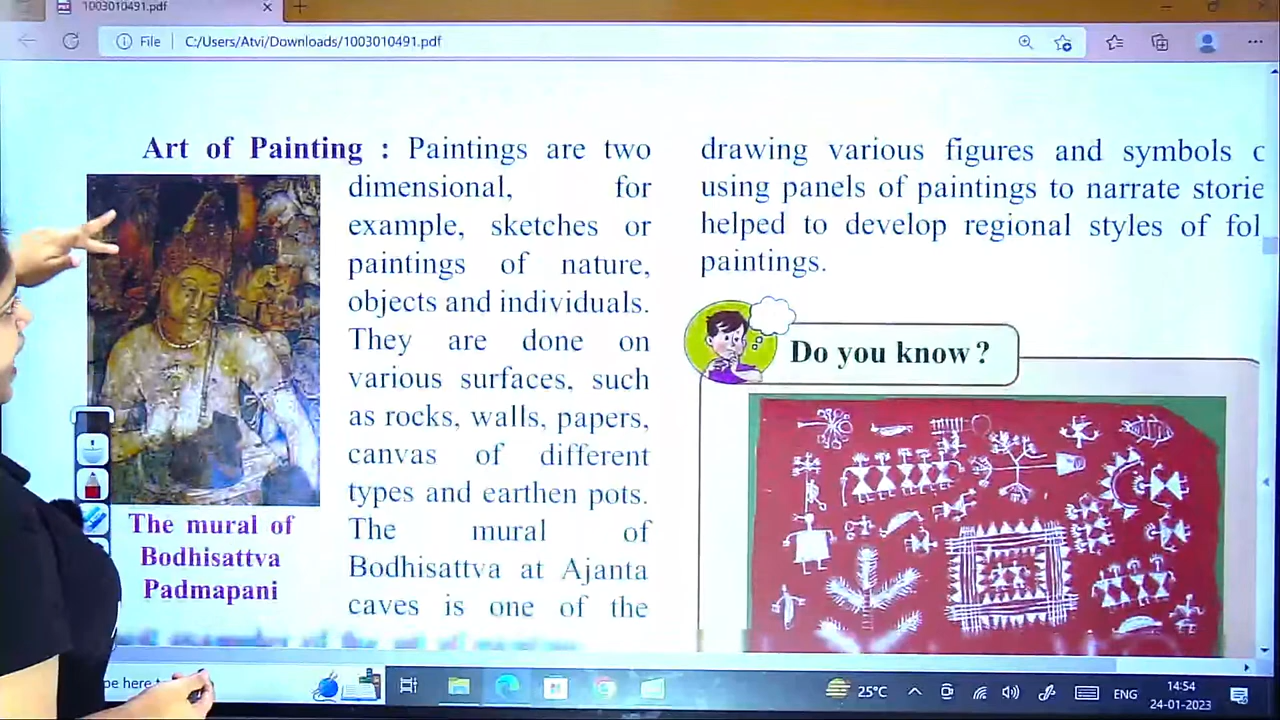 1003010491.pdf
File
C:/Users/Atvi/Downloads/1003010491.pdf
Art of Painting : Paintings are two
dimensional, for
example, sketches or
paintings of nature,
objects and individuals.
They are done on
various surfaces, such
as rocks, walls, papers,
canvas of different
types and earthen pots.
The mural of
Bodhisattva at Ajanta
caves is one of the
The mural of
Bodhisattva
Padmapani
drawing various figures and symbols
using panels of paintings to narrate storie
helped to develop regional styles of fol
paintings.
Do you know?
pe here
25°C
ENG
14:54
24-01-2023